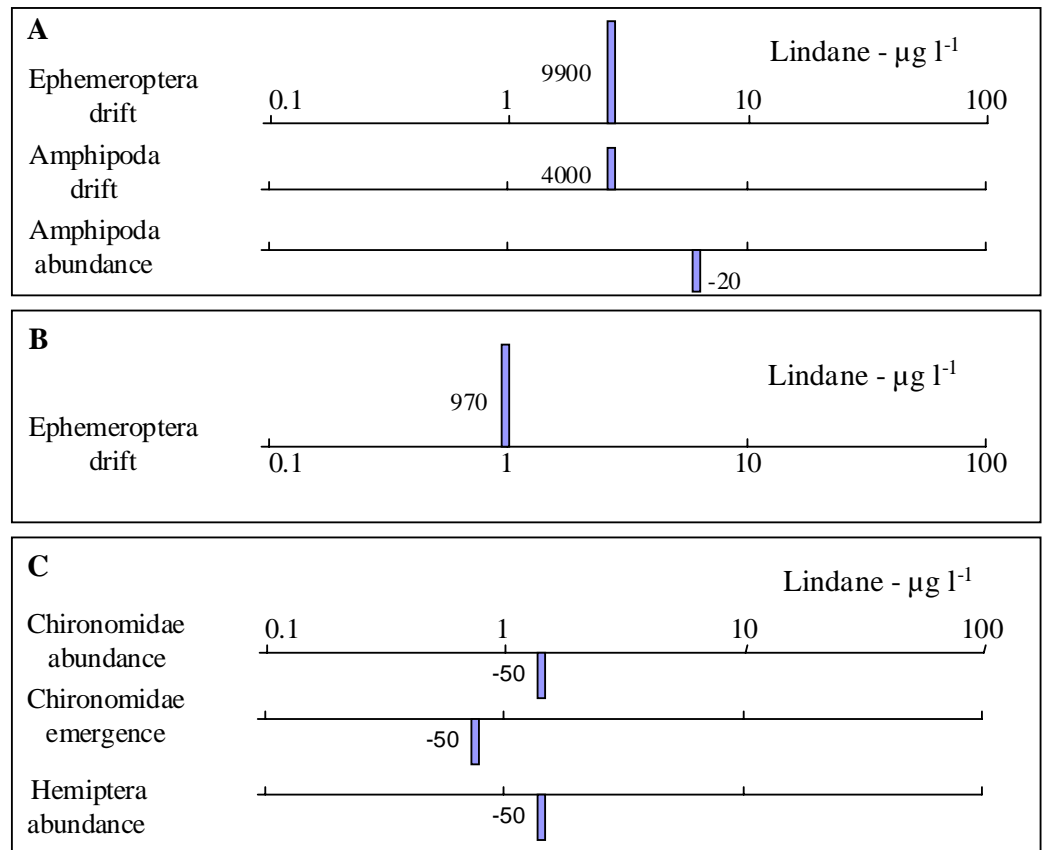 A
Lindane - µg l-1
Ephemeroptera
drift
9900
0.1 1 10 100
Amphipoda
drift
4000
Amphipoda
abundance
-20
B
Lindane - µg l-1
970
Ephemeroptera
drift
0.1 1 10 100
C
Lindane - µg l-1
Chironomidae
abundance
0.1 1 10 100
-50
Chironomidae
emergence
-50
Hemiptera
abundance
-50